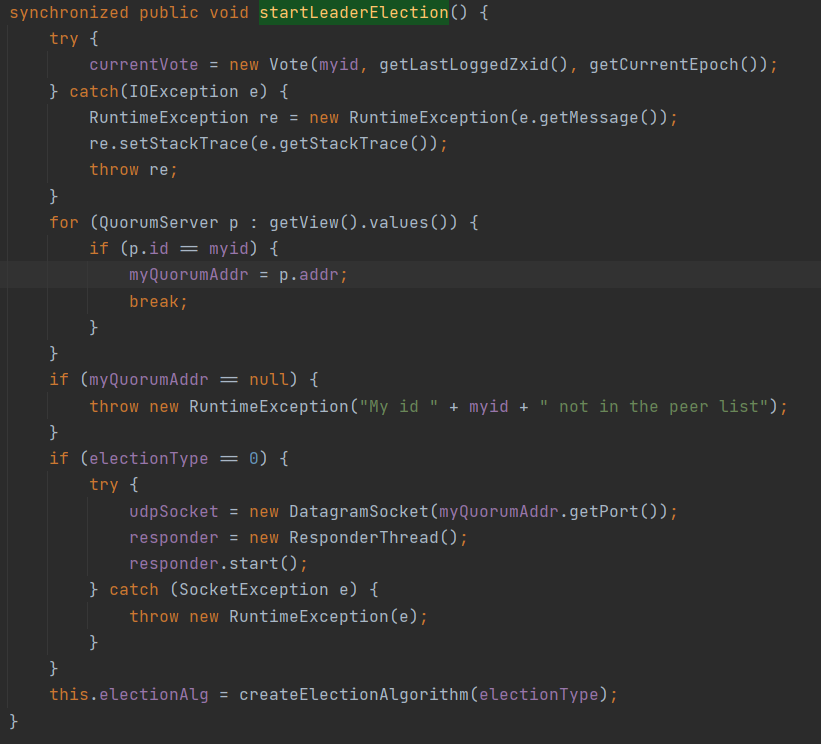 synchronized public void startLeaderElection() {
    try {
        currentVote = new Vote(myid, getLastLoggedZxid(), getCurrentEpoch());
    } catch(IOException e) {
        RuntimeException re = new RuntimeException(e.getMessage());
        re.setStackTrace(e.getStackTrace());
        throw re;
    }
    for (QuorumServer p : getView().values()) {
        if (p.id == myid) {
            myQuorumAddr = p.addr;
            break;
        }
    }
    if (myQuorumAddr == null) {
        throw new RuntimeException("My id " + myid + " not in the peer list");
    }
    if (electionType == 0) {
        try {
            udpSocket = new DatagramSocket(myQuorumAddr.getPort());
            responder = new ResponderThread();
            responder.start();
        } catch (SocketException e) {
            throw new RuntimeException(e);
        }
    }
    this.electionAlg = createElectionAlgorithm(electionType);
}